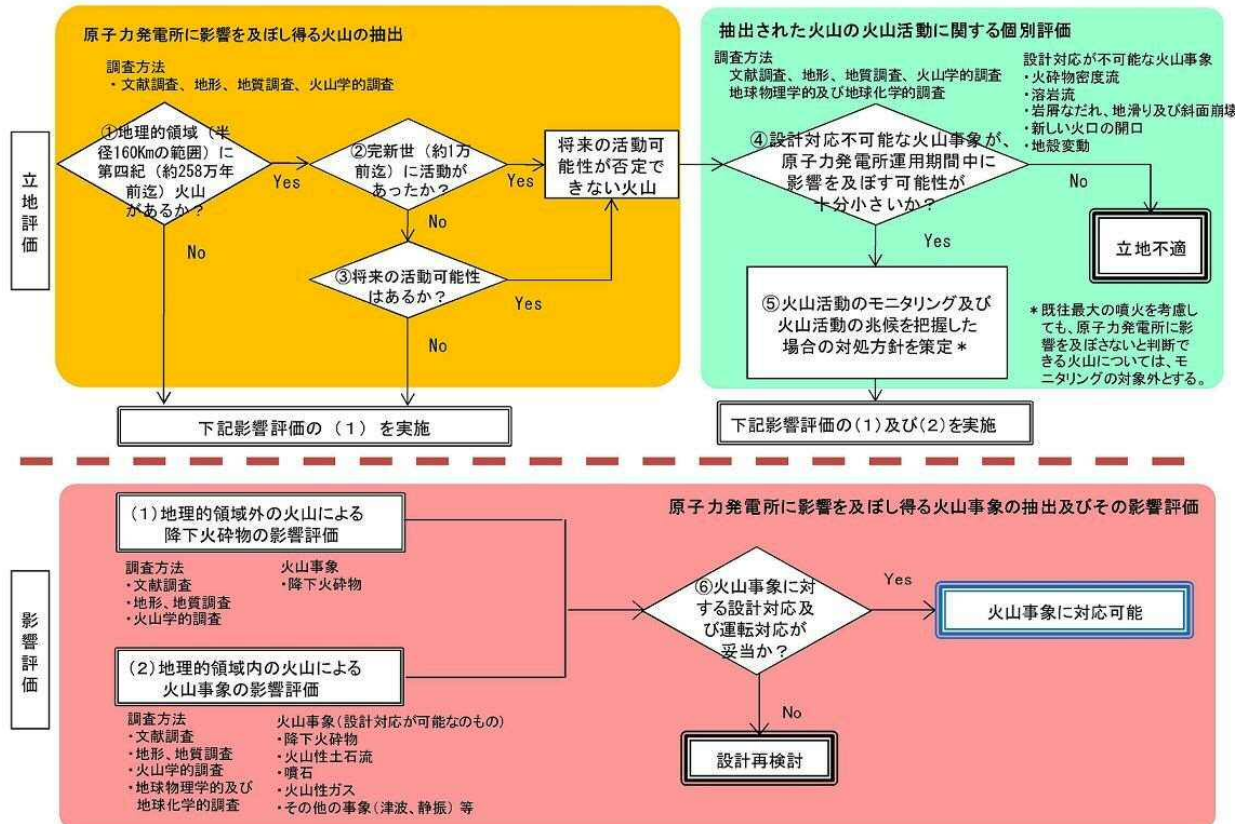 原子力発電所に影響を及ぼし得る火山の抽出
調査方法
・文献調査、地形、地質調査、火山学的調査
①地理的領域（半
径160Kmの範囲）に
第四紀（約258万年
前迄）火山
があるか？
Yes
No
②完新世（約1万
前迄）に活動が
あったか？
Yes
No
③将来の活動可能性
はあるか？
Yes
No
将来の活動可
能性が否定で
きない火山
立地評価
下記影響評価の（1）を実施
抽出された火山の火山活動に関する個別評価
調査方法
文献調査、地形、地質調査、火山学的調査
地球物理学的及び地球化学的調査
設計対応が不可能な火山事象
・火砕物密度流
・溶岩流
・岩屑なだれ、地滑り及び斜面崩壊
・新しい火口の開口
・地殻変動
④設計対応不可能な火山事象が、
原子力発電所運用期間中に
影響を及ぼす可能性が
十分小さいか？
No
Yes
立地不適
⑤火山活動のモニタリング及び
火山活動の兆候を把握した
場合の対処方針を策定＊
＊既往最大の噴火を考慮し
ても、原子力発電所に影
響を及ぼさないと判断で
きる火山については、モ
ニタリングの対象外とする。
下記影響評価の(1)及び(2)を実施
影響評価
原子力発電所に影響を及ぼし得る火山事象の抽出及びその影響評価
（1）地理的領域外の火山による
降下火砕物の影響評価
調査方法
・文献調査
・地形、地質調査
・火山学的調査
火山事象
・降下火砕物
（2）地理的領域内の火山による
火山事象の影響評価
調査方法
・文献調査
・地形、地質調査
・火山学的調査
・地球物理学的及び
地球化学的調査
火山事象（設計対応が可能なのもの）
・降下火砕物
・火山性土石流
・噴石
・火山性ガス
・その他の事象（津波、静振）等
⑥火山事象に対
する設計対応及
び運転対応が
妥当か？
Yes
No
火山事象に対応可能
設計再検討